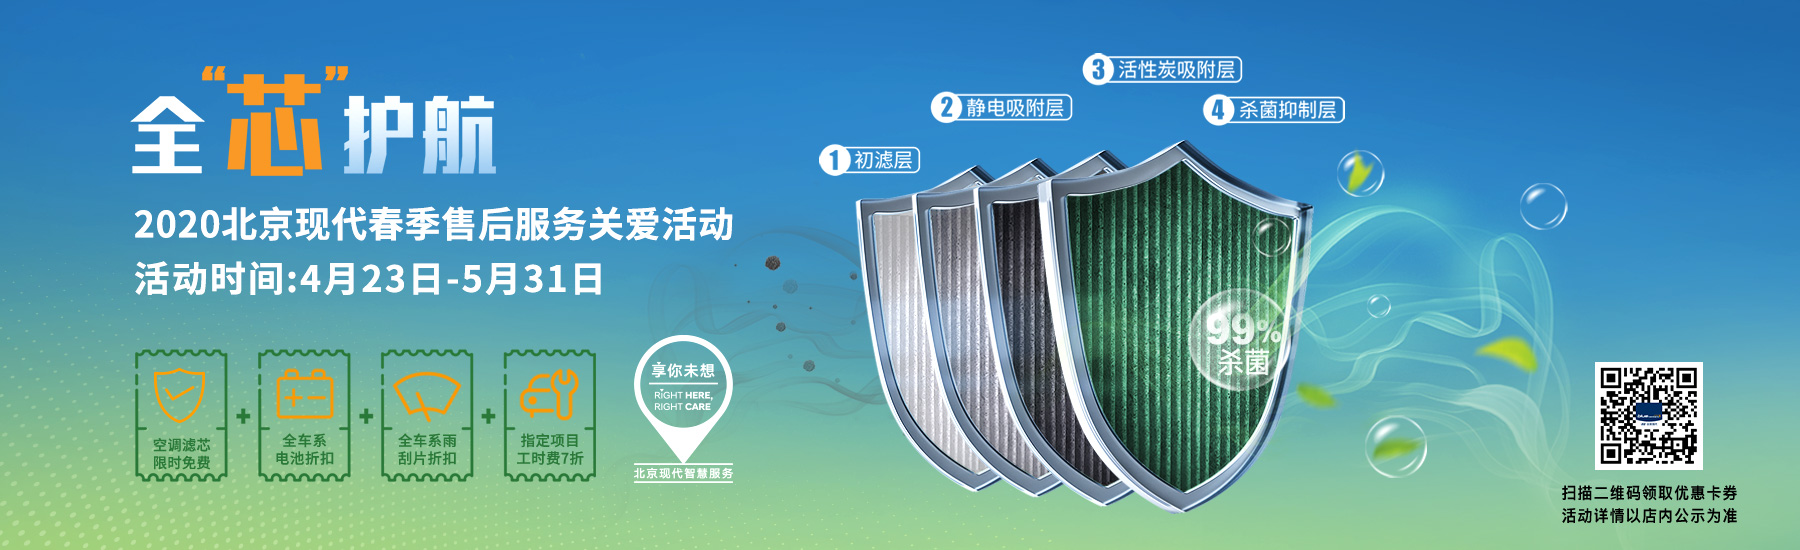 全“芯”护航
2020北京现代春季售后服务关爱活动
活动时间:4月23日-5月31日
空调滤芯
限时免费
+
全车系
电池折扣
+
全车系雨
刮片折扣
+
指定项目
工时费7折
享你未想
RIGHT HERE,
RIGHT CARE
北京现代智慧服务
1 初滤层
2 静电吸附层
3 活性炭吸附层
4 杀菌抑制层
99%
杀菌
扫描二维码领取优惠卡券
活动详情以店内公示为准